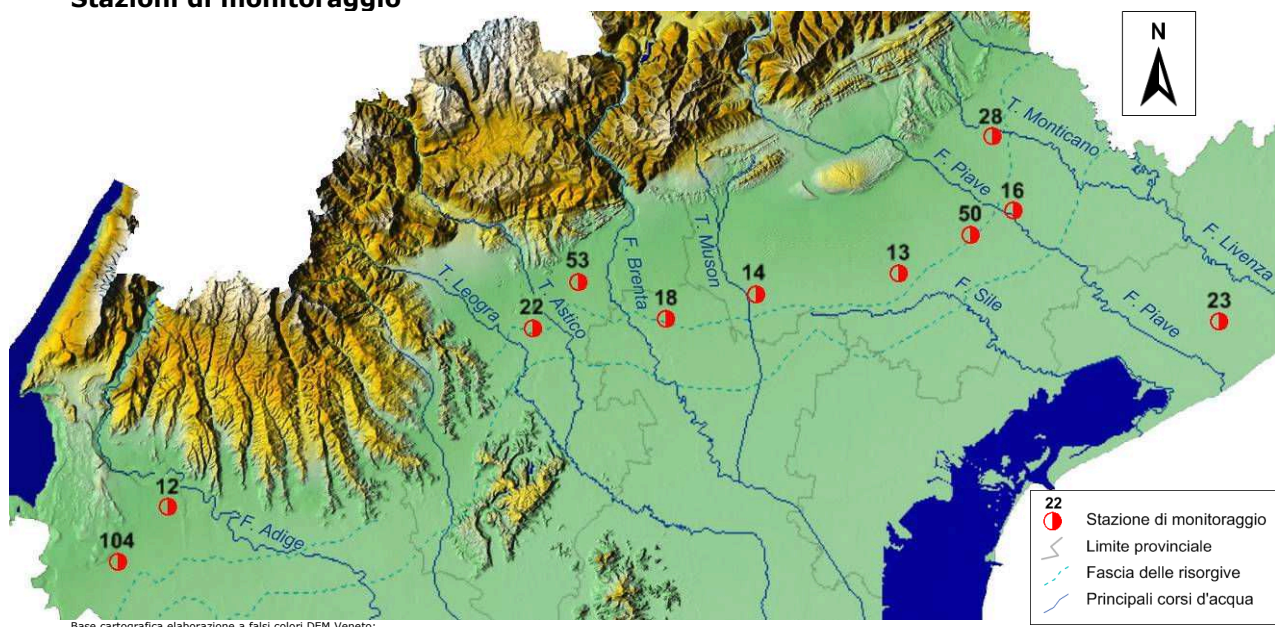 Stazioni di monitoraggio
28
T. Monticano
F. Piave
16
50
T. Muson
F. Livenza
53
F. Brenta
13
14
T. Leogra
T. Astico
F. Sile
22
18
F. Piave
23
12
F. Adige
104
22
Stazione di monitoraggio
Limite provinciale
Fascia delle risorgive
Principali corsi d'acqua
Base cartografica elaborazione a falsi colori DEM Veneto;